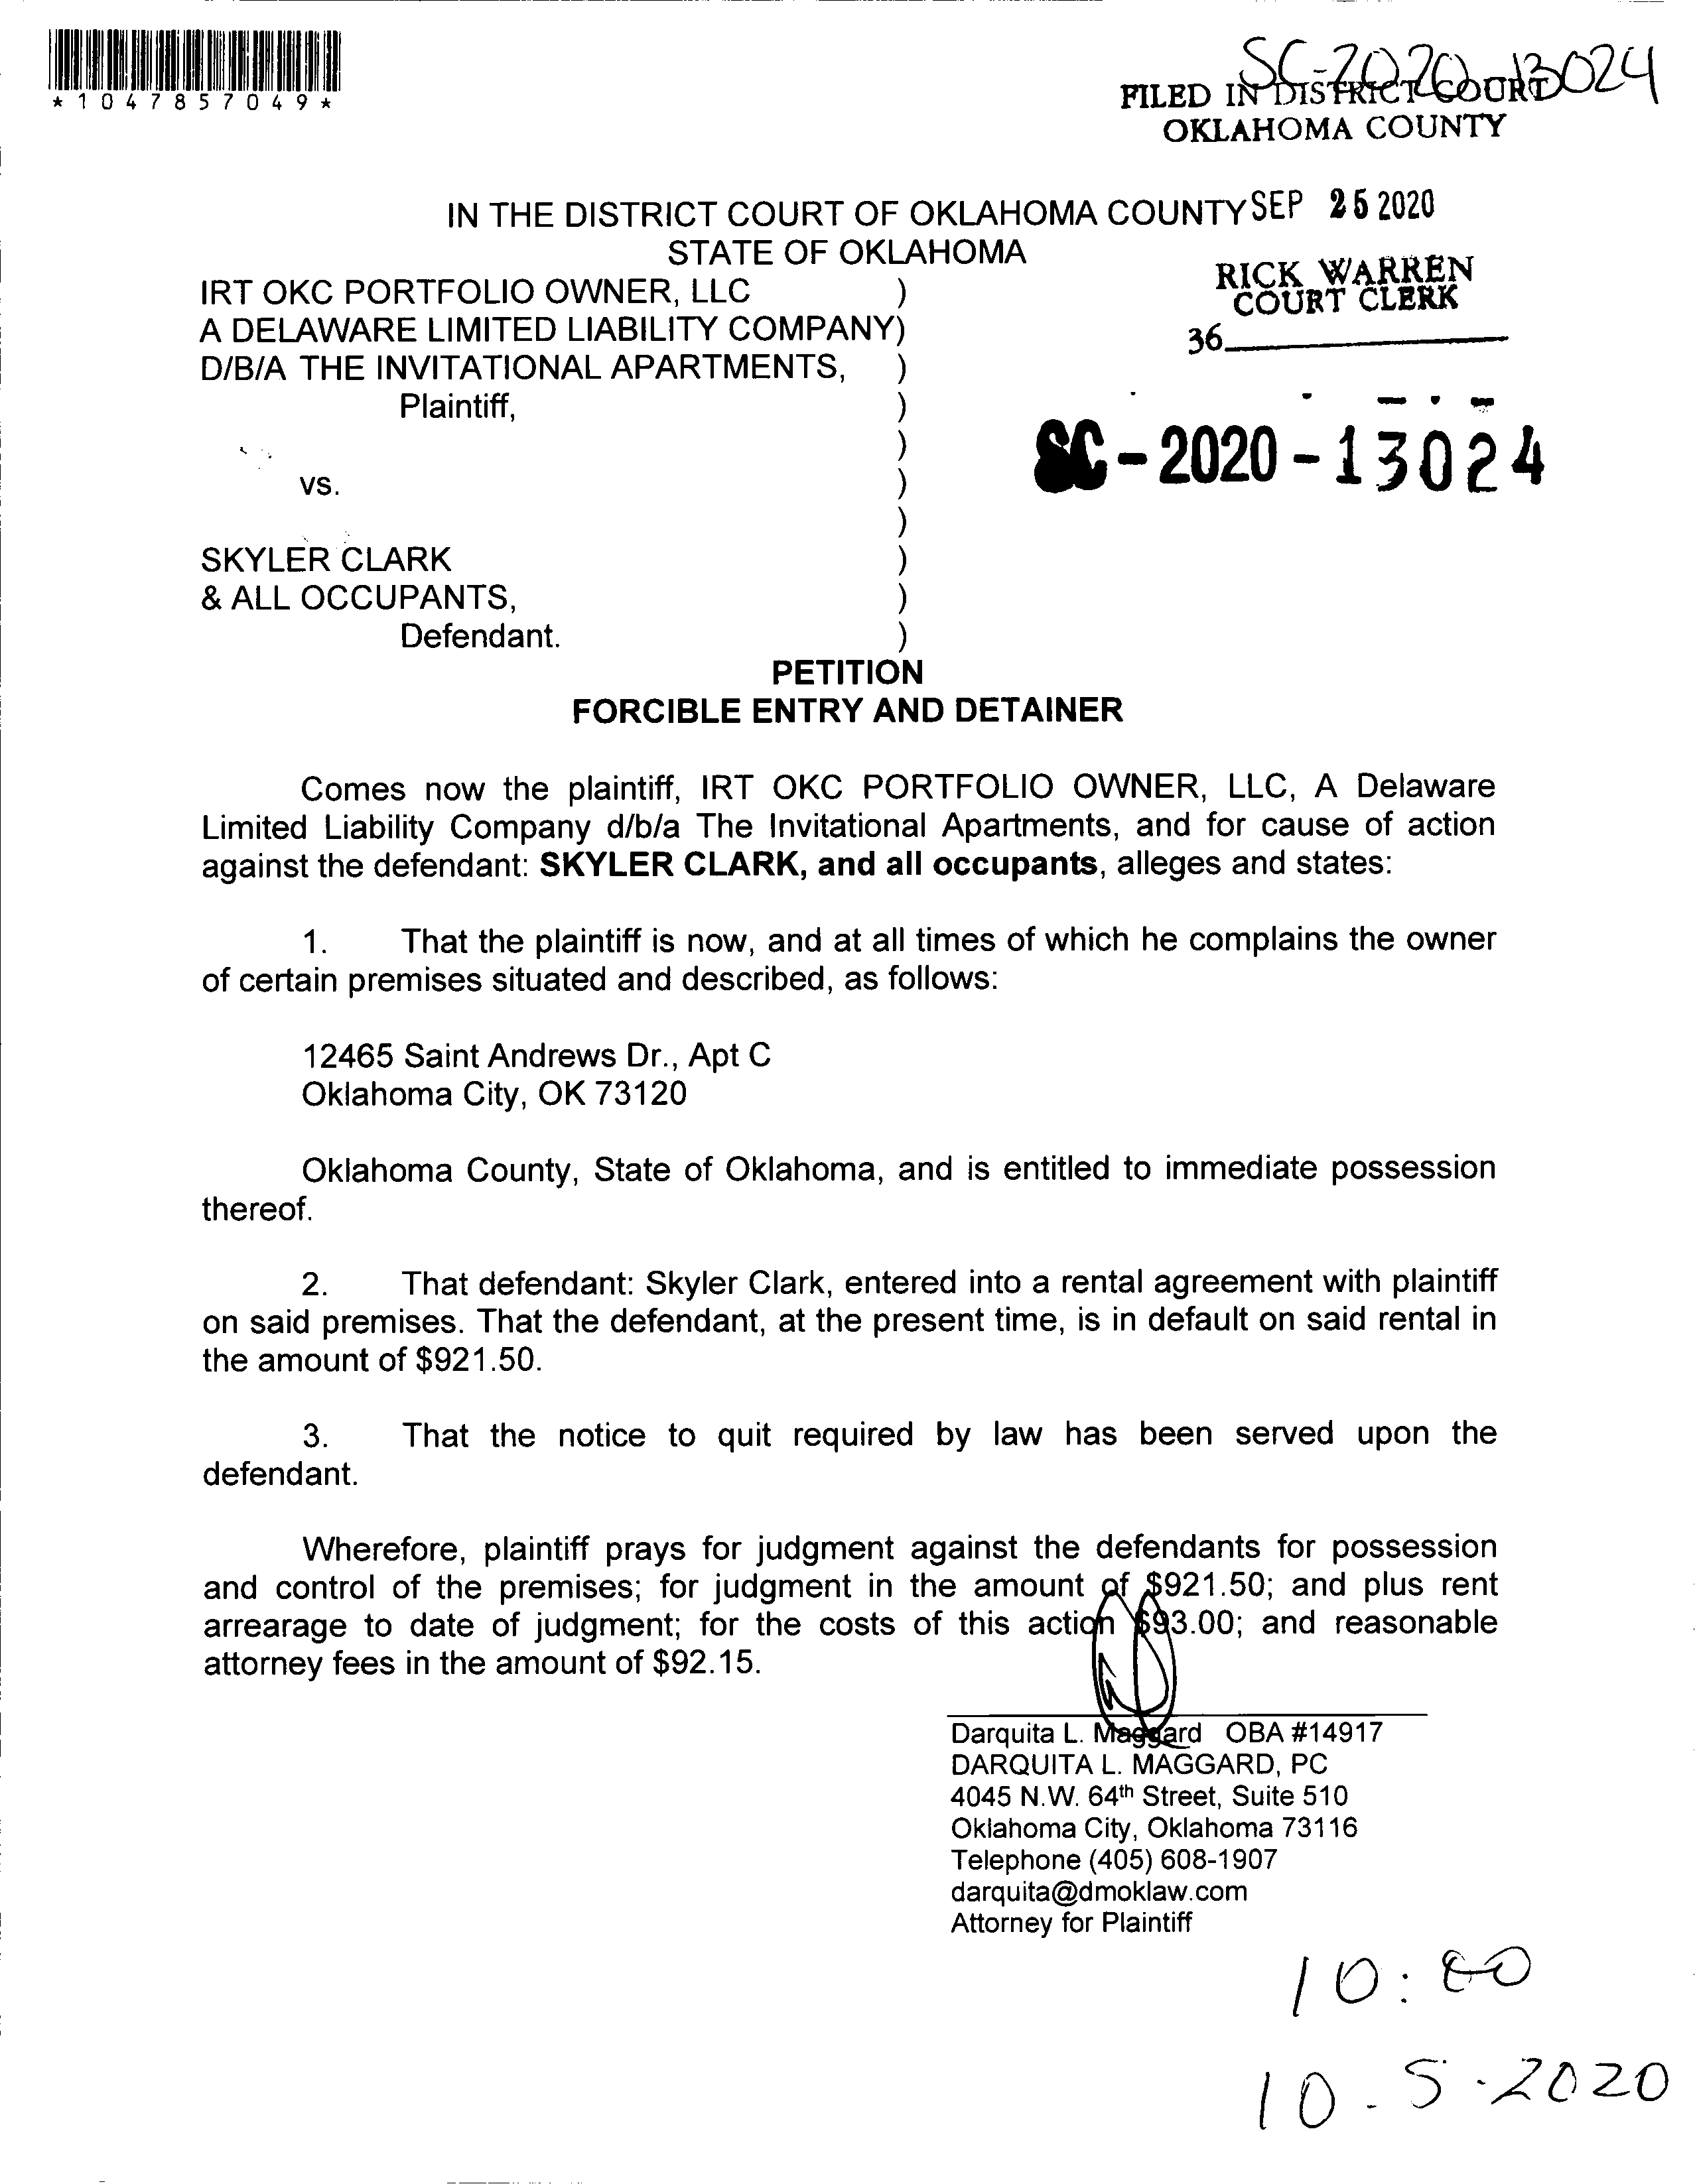 *1047857049*
SC-2020-13024
FILED IN DISTRICT COURT
OKLAHOMA COUNTY
IN THE DISTRICT COURT OF OKLAHOMA COUNTY SEP 25 2020
STATE OF OKLAHOMA
RICK WARREN
COURT CLERK
36
IRT OKC PORTFOLIO OWNER, LLC )
A DELAWARE LIMITED LIABILITY COMPANY)
D/B/A THE INVITATIONAL APARTMENTS, )
Plaintiff, )
)
SC-2020-13024
vs. )
)
SKYLER CLARK )
& ALL OCCUPANTS, )
Defendant. )
PETITION
FORCIBLE ENTRY AND DETAINER
Comes now the plaintiff, IRT OKC PORTFOLIO OWNER, LLC, A Delaware
Limited Liability Company d/b/a The Invitational Apartments, and for cause of action
against the defendant: SKYLER CLARK, and all occupants, alleges and states:
1. That the plaintiff is now, and at all times of which he complains the owner
of certain premises situated and described, as follows:
12465 Saint Andrews Dr., Apt C
Oklahoma City, OK 73120
Oklahoma County, State of Oklahoma, and is entitled to immediate possession
thereof.
2. That defendant: Skyler Clark, entered into a rental agreement with plaintiff
on said premises. That the defendant, at the present time, is in default on said rental in
the amount of $921.50.
3. That the notice to quit required by law has been served upon the
defendant.
Wherefore, plaintiff prays for judgment against the defendants for possession
and control of the premises; for judgment in the amount of $921.50; and plus rent
arrearage to date of judgment; for the costs of this action $93.00; and reasonable
attorney fees in the amount of $92.15.
Darquita L. Maggard OBA #14917
DARQUITA L. MAGGARD, PC
4045 N.W. 64th Street, Suite 510
Oklahoma City, Oklahoma 73116
Telephone (405) 608-1907
darquita@dmoklaw.com
Attorney for Plaintiff
10:00
10-5-2020